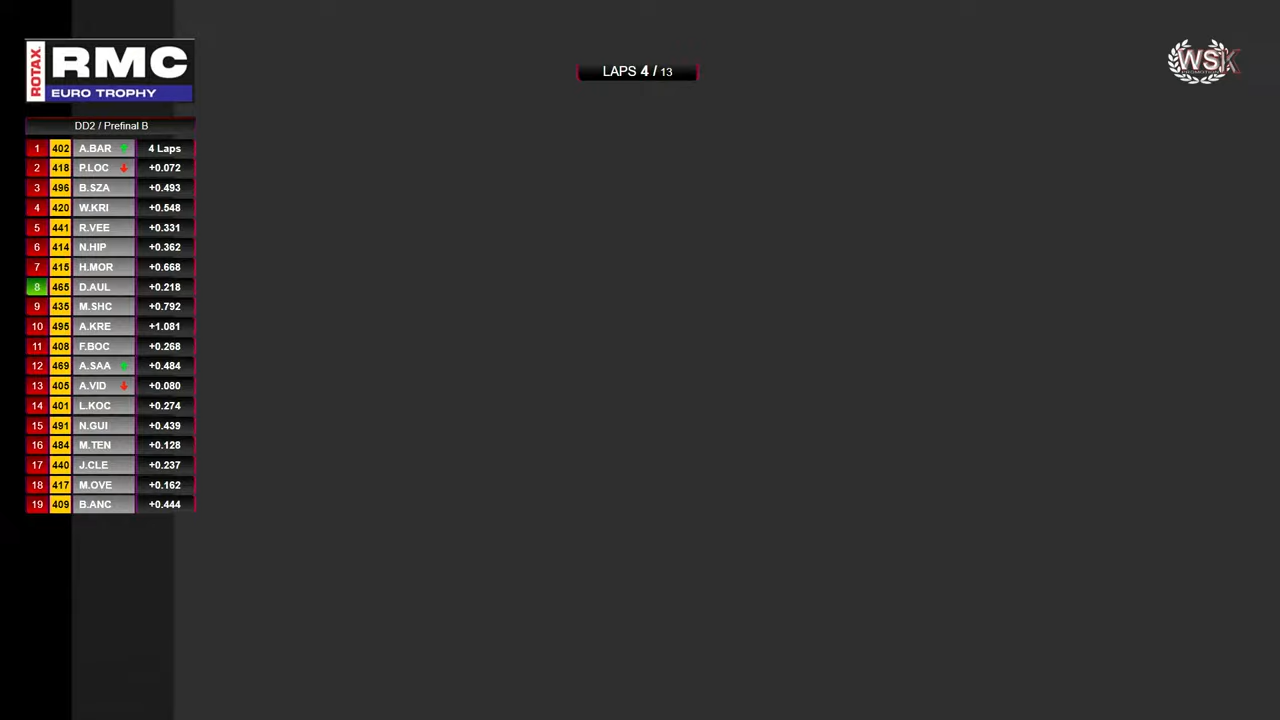 ROTAX RMC
EURO TROPHY
LAPS 4 / 13
WSK
PROMOTION
DD2 / Prefinal B
1 402 A.BAR 4 Laps
2 418 P.LOC +0.072
3 496 B.SZA +0.493
4 420 W.KRI +0.548
5 441 R.VEE +0.331
6 414 N.HIP +0.362
7 415 H.MOR +0.668
8 465 D.AUL +0.218
9 435 M.SHC +0.792
10 495 A.KRE +1.081
11 408 F.BOC +0.268
12 469 A.SAA +0.484
13 405 A.VID +0.080
14 401 L.KOC +0.274
15 491 N.GUI +0.439
16 484 M.TEN +0.128
17 440 J.CLE +0.237
18 417 M.OVE +0.162
19 409 B.ANC +0.444